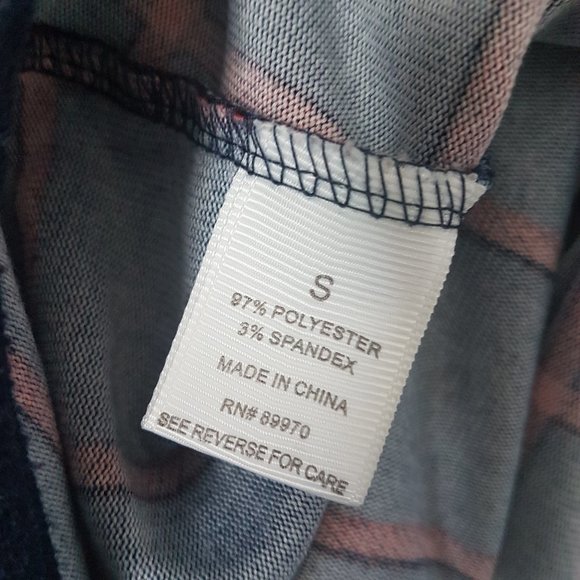 S
97% POLYESTER
3% SPANDEX
MADE IN CHINA
RN# 89970
SEE REVERSE FOR CARE